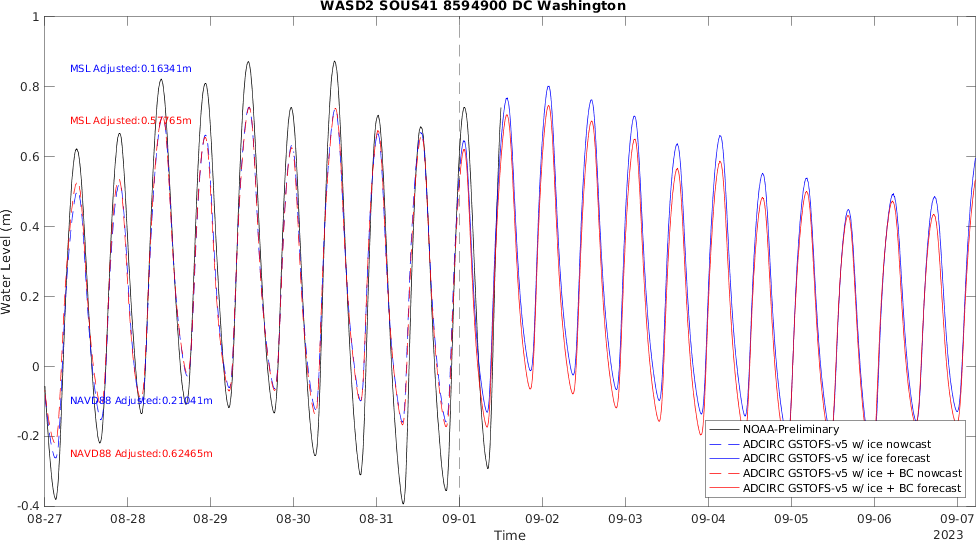 WASD2 SOUS41 8594900 DC Washington
1
0.8
0.6
0.4
0.2
0
-0.2
-0.4
Water Level (m)
MSL Adjusted:0.16341m
MSL Adjusted:0.57765m
NAVD88 Adjusted:0.21041m
NAVD88 Adjusted:0.62465m
NOAA-Preliminary
ADCIRC GSTOFS-v5 w/ ice nowcast
ADCIRC GSTOFS-v5 w/ ice forecast
ADCIRC GSTOFS-v5 w/ ice + BC nowcast
ADCIRC GSTOFS-v5 w/ ice + BC forecast
08-27 08-28 08-29 08-30 08-31 09-01 09-02 09-03 09-04 09-05 09-06 09-07
Time
2023